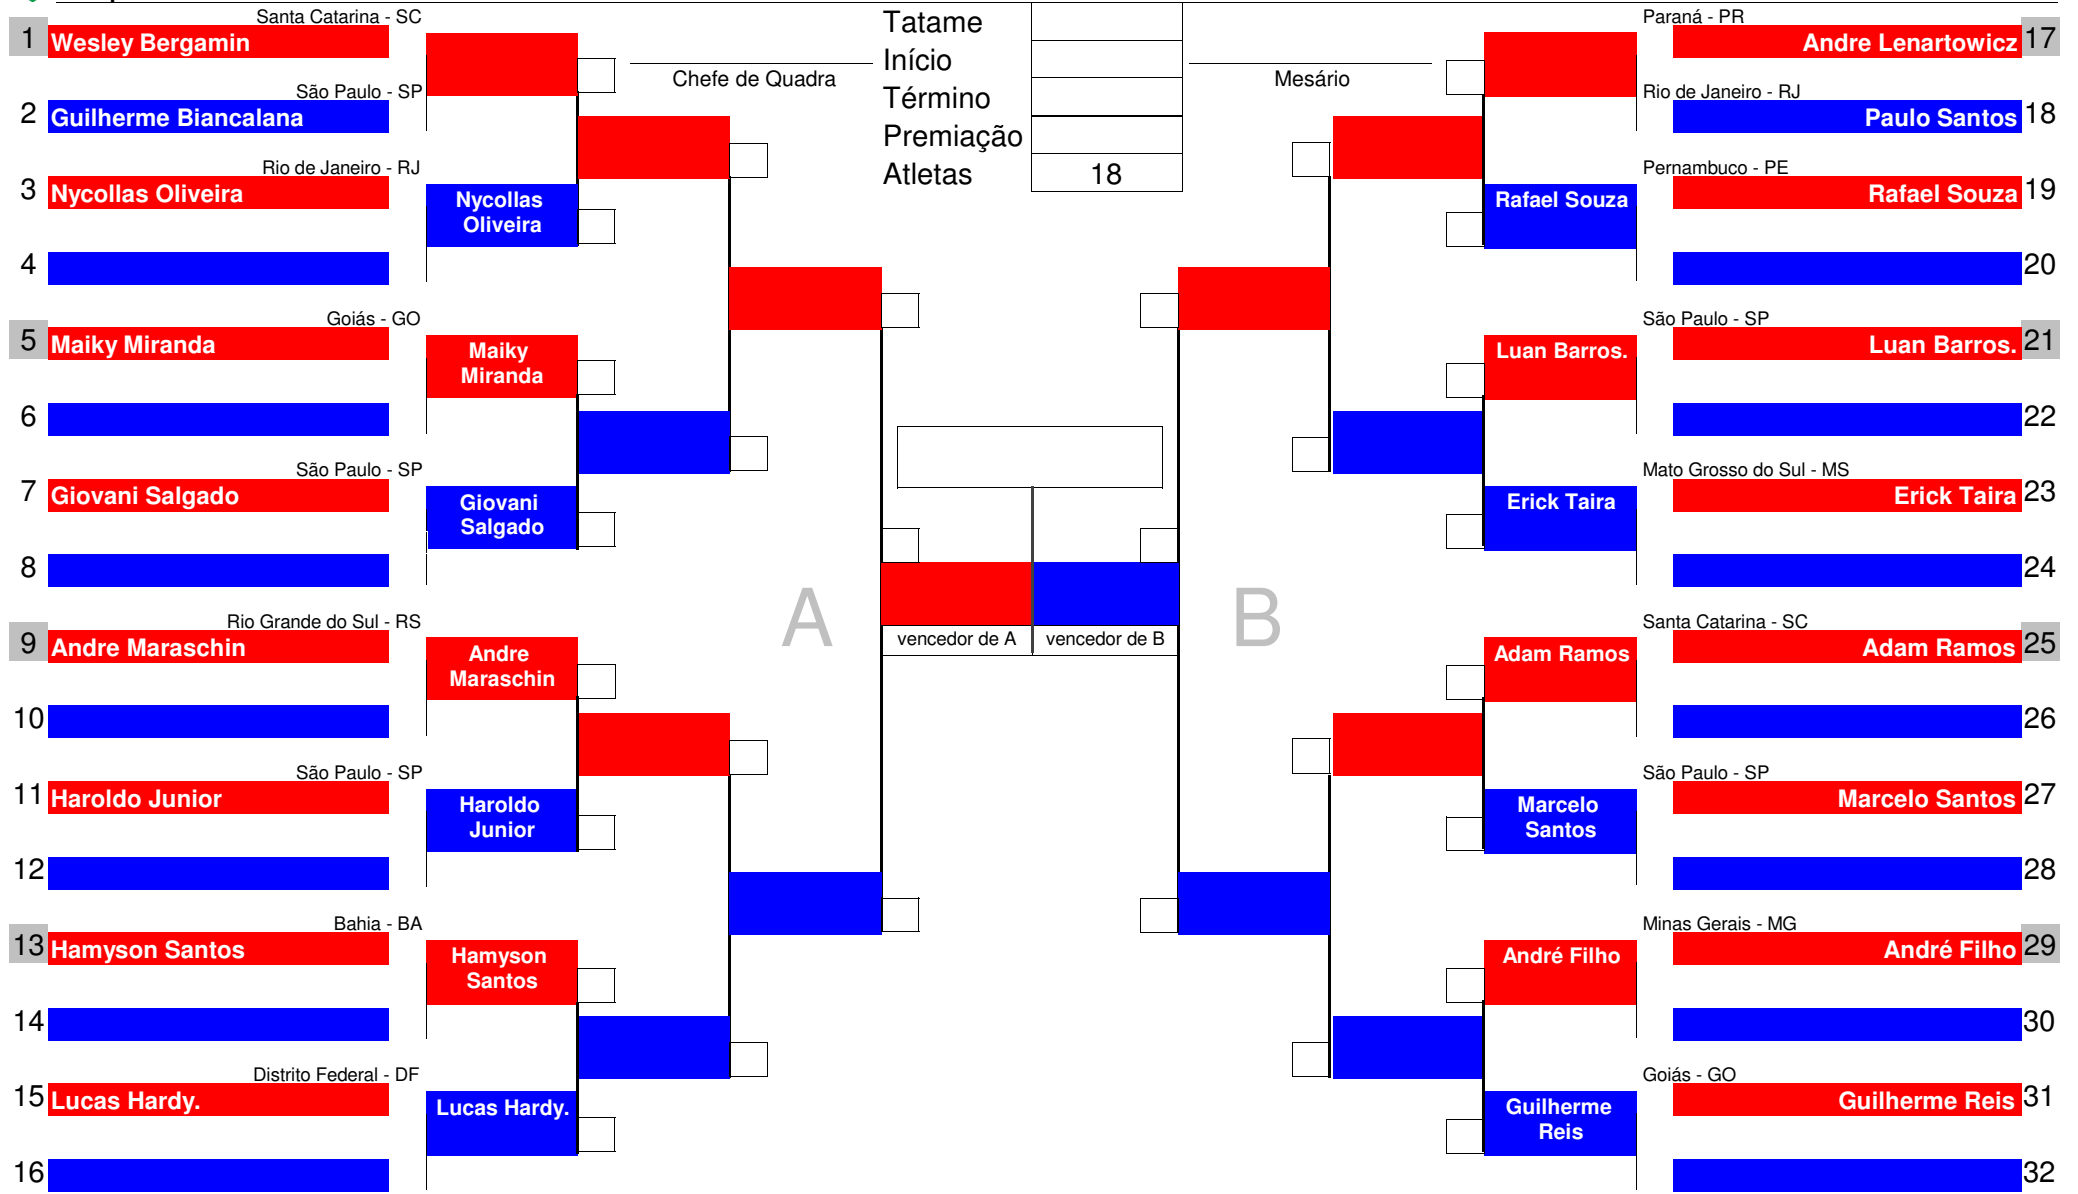 Santa Catarina - SC
1 Wesley Bergamin
São Paulo - SP
2 Guilherme Biancalana
Rio de Janeiro - RJ
3 Nycollas Oliveira
4
Goiás - GO
5 Maiky Miranda
6
São Paulo - SP
7 Giovani Salgado
8
Rio Grande do Sul - RS
9 Andre Maraschin
10
São Paulo - SP
11 Haroldo Junior
12
Bahia - BA
13 Hamyson Santos
14
Distrito Federal - DF
15 Lucas Hardy.
16
Nycollas
Oliveira
Maiky
Miranda
Giovani
Salgado
Andre
Maraschin
Haroldo
Junior
Hamyson
Santos
Lucas Hardy.
Chefe de Quadra
Tatame
Início
Término
Premiação
Atletas 18
Mesário
A
vencedor de A
vencedor de B
B
Rafael Souza
Luan Barros.
Erick Taira
Adam Ramos
Marcelo
Santos
André Filho
Guilherme
Reis
Paraná - PR
Andre Lenartowicz 17
Rio de Janeiro - RJ
Paulo Santos 18
Pernambuco - PE
Rafael Souza 19
20
São Paulo - SP
Luan Barros. 21
22
Mato Grosso do Sul - MS
Erick Taira 23
24
Santa Catarina - SC
Adam Ramos 25
26
São Paulo - SP
Marcelo Santos 27
28
Minas Gerais - MG
André Filho 29
30
Goiás - GO
Guilherme Reis 31
32